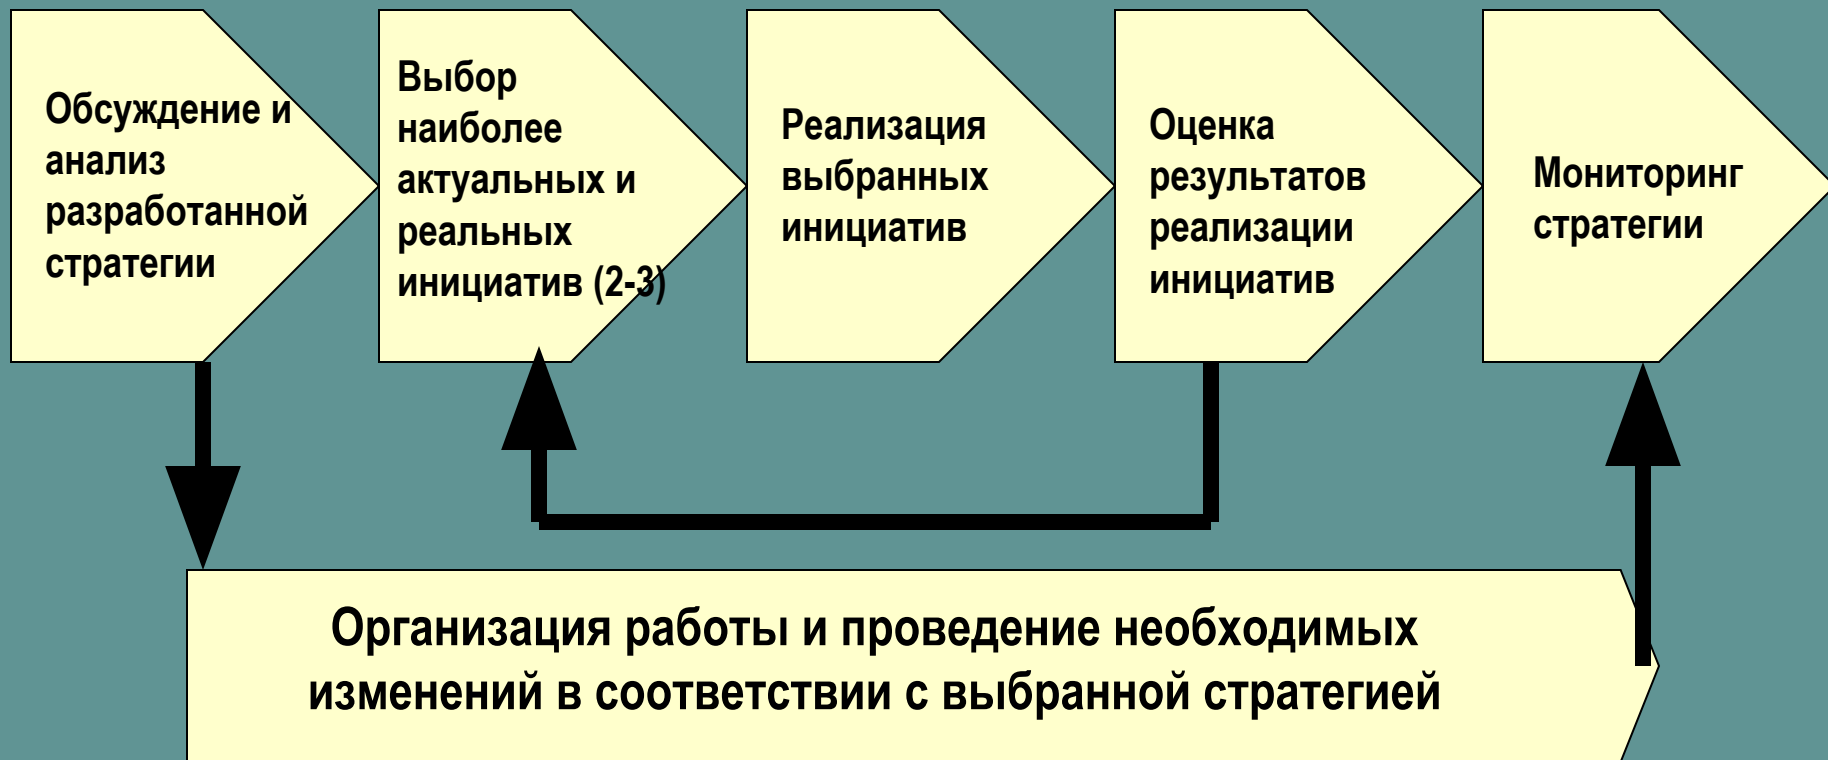 Обсуждение и
анализ
разработанной
стратегии
Выбор
наиболее
актуальных и
реальных
инициатив (2-3)
Реализация
выбранных
инициатив
Оценка
результатов
реализации
инициатив
Мониторинг
стратегии
Организация работы и проведение необходимых
изменений в соответствии с выбранной стратегией